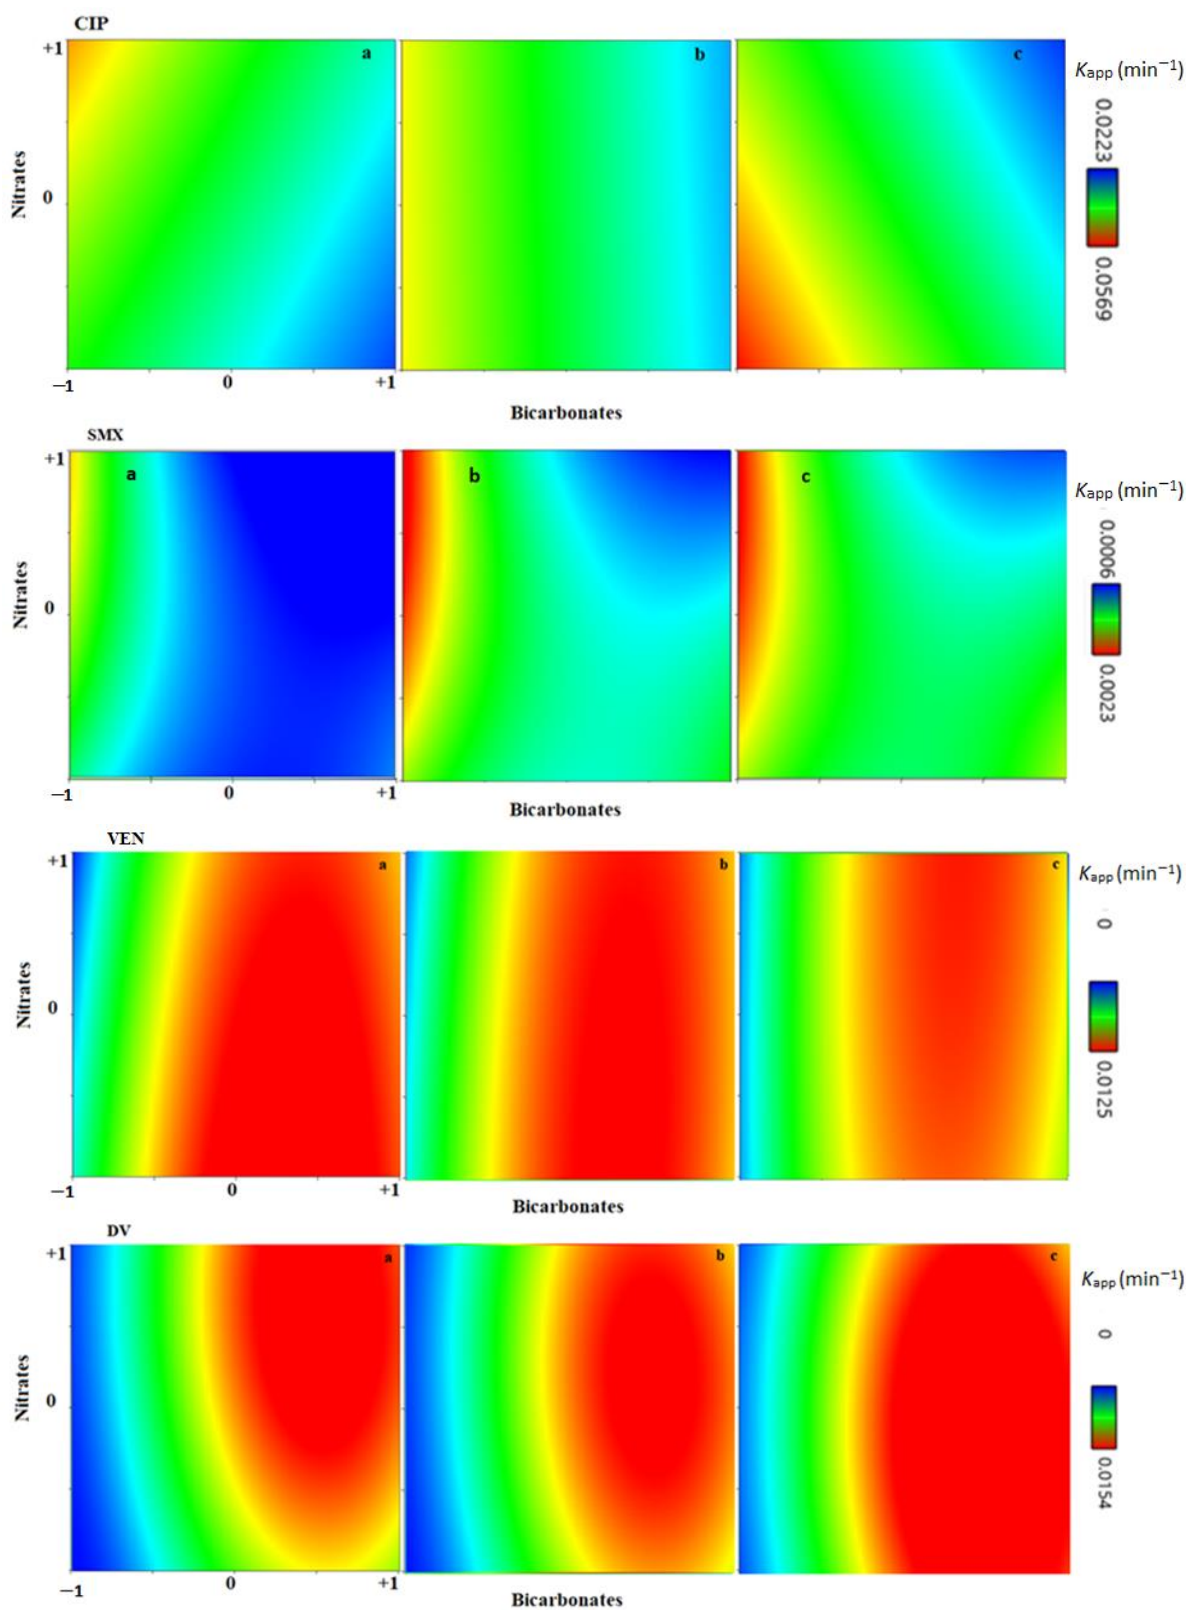 CIP
+1
a
b
c
Kapp (min−1)
0.0223
0.0569
Nitrates
0
−1
0
+1
Bicarbonates
SMX
+1
a
b
c
Kapp (min−1)
0.0006
0.0023
Nitrates
0
−1
0
+1
Bicarbonates
VEN
+1
a
b
c
Kapp (min−1)
0
0.0125
Nitrates
0
−1
0
+1
Bicarbonates
DV
+1
a
b
c
Kapp (min−1)
0
0.0154
Nitrates
0
−1
0
+1
Bicarbonates